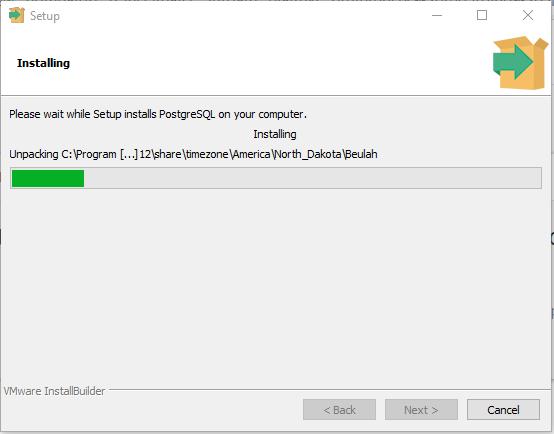 Setup
Installing
Please wait while Setup installs PostgreSQL on your computer.
Installing
Unpacking C:\Program [...]12\share\timezone\America\North_Dakota\Beulah
VMware InstallBuilder
< Back
Next >
Cancel